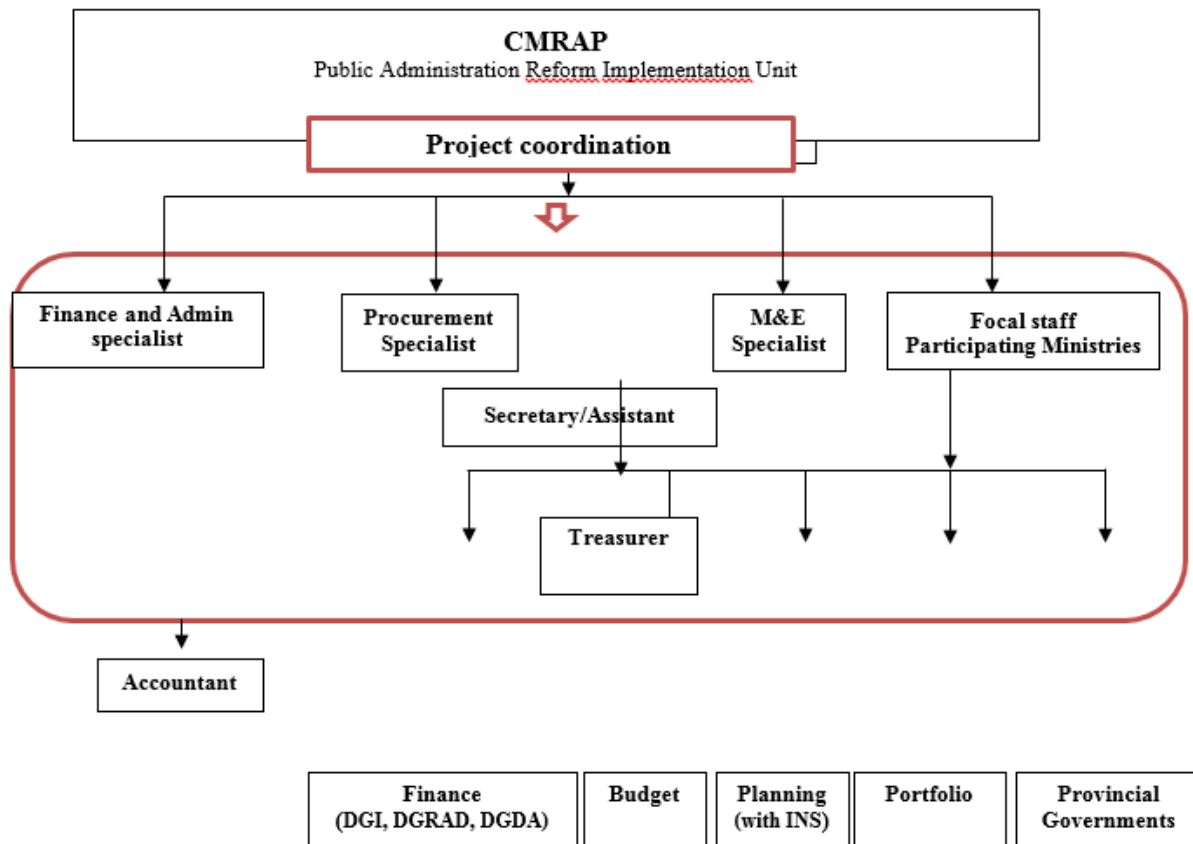 CMRAP
Public Administration Reform Implementation Unit
Project coordination
Finance and Admin
specialist
Procurement
Specialist
M&E
Specialist
Focal staff
Participating Ministries
Secretary/Assistant
Treasurer
Accountant
Finance
(DGI, DGRAD, DGDA)
Budget
Planning
(with INS)
Portfolio
Provincial
Governments